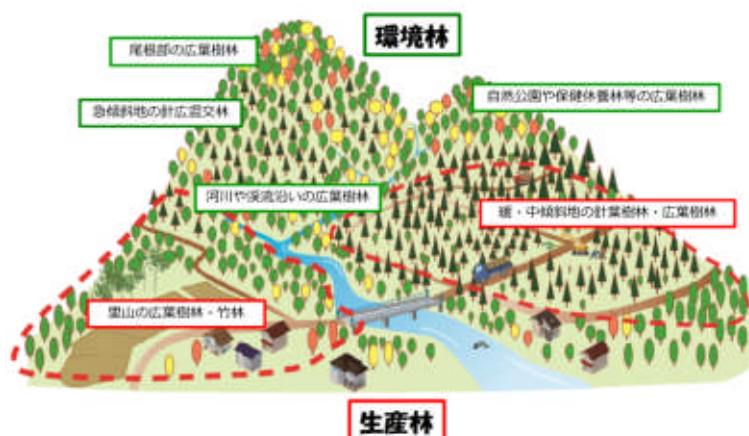 環境林
尾根部の広葉樹林
自然公園や保健休養林等の広葉樹林
急傾斜地の針広混交林
河川や渓流沿いの広葉樹林
緩・中傾斜地の針葉樹林・広葉樹林
里山の広葉樹林・竹林
生産林